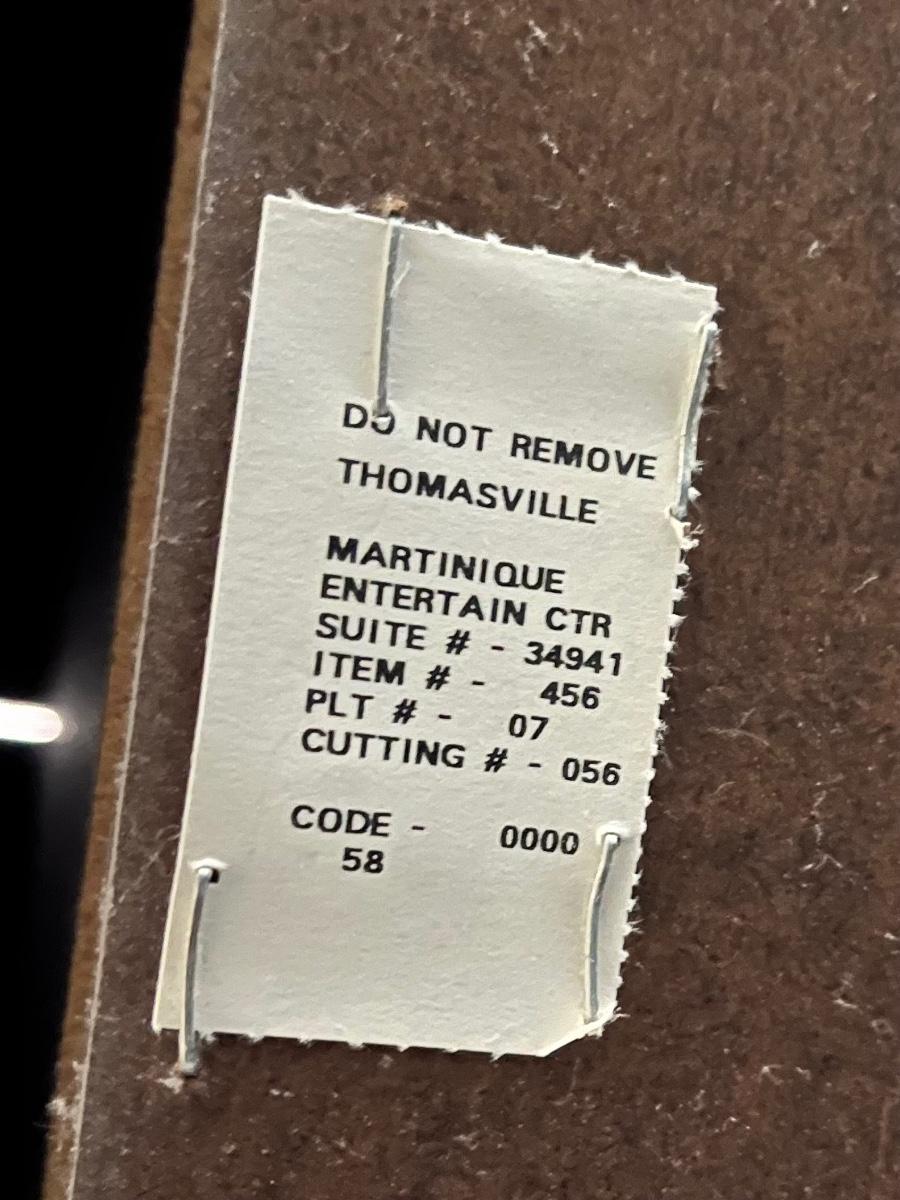 DO NOT REMOVE
THOMASVILLE
MARTINIQUE
ENTERTAIN CTR
SUITE # - 34941
ITEM # - 456
PLT # - 07
CUTTING # - 056
CODE - 0000
58